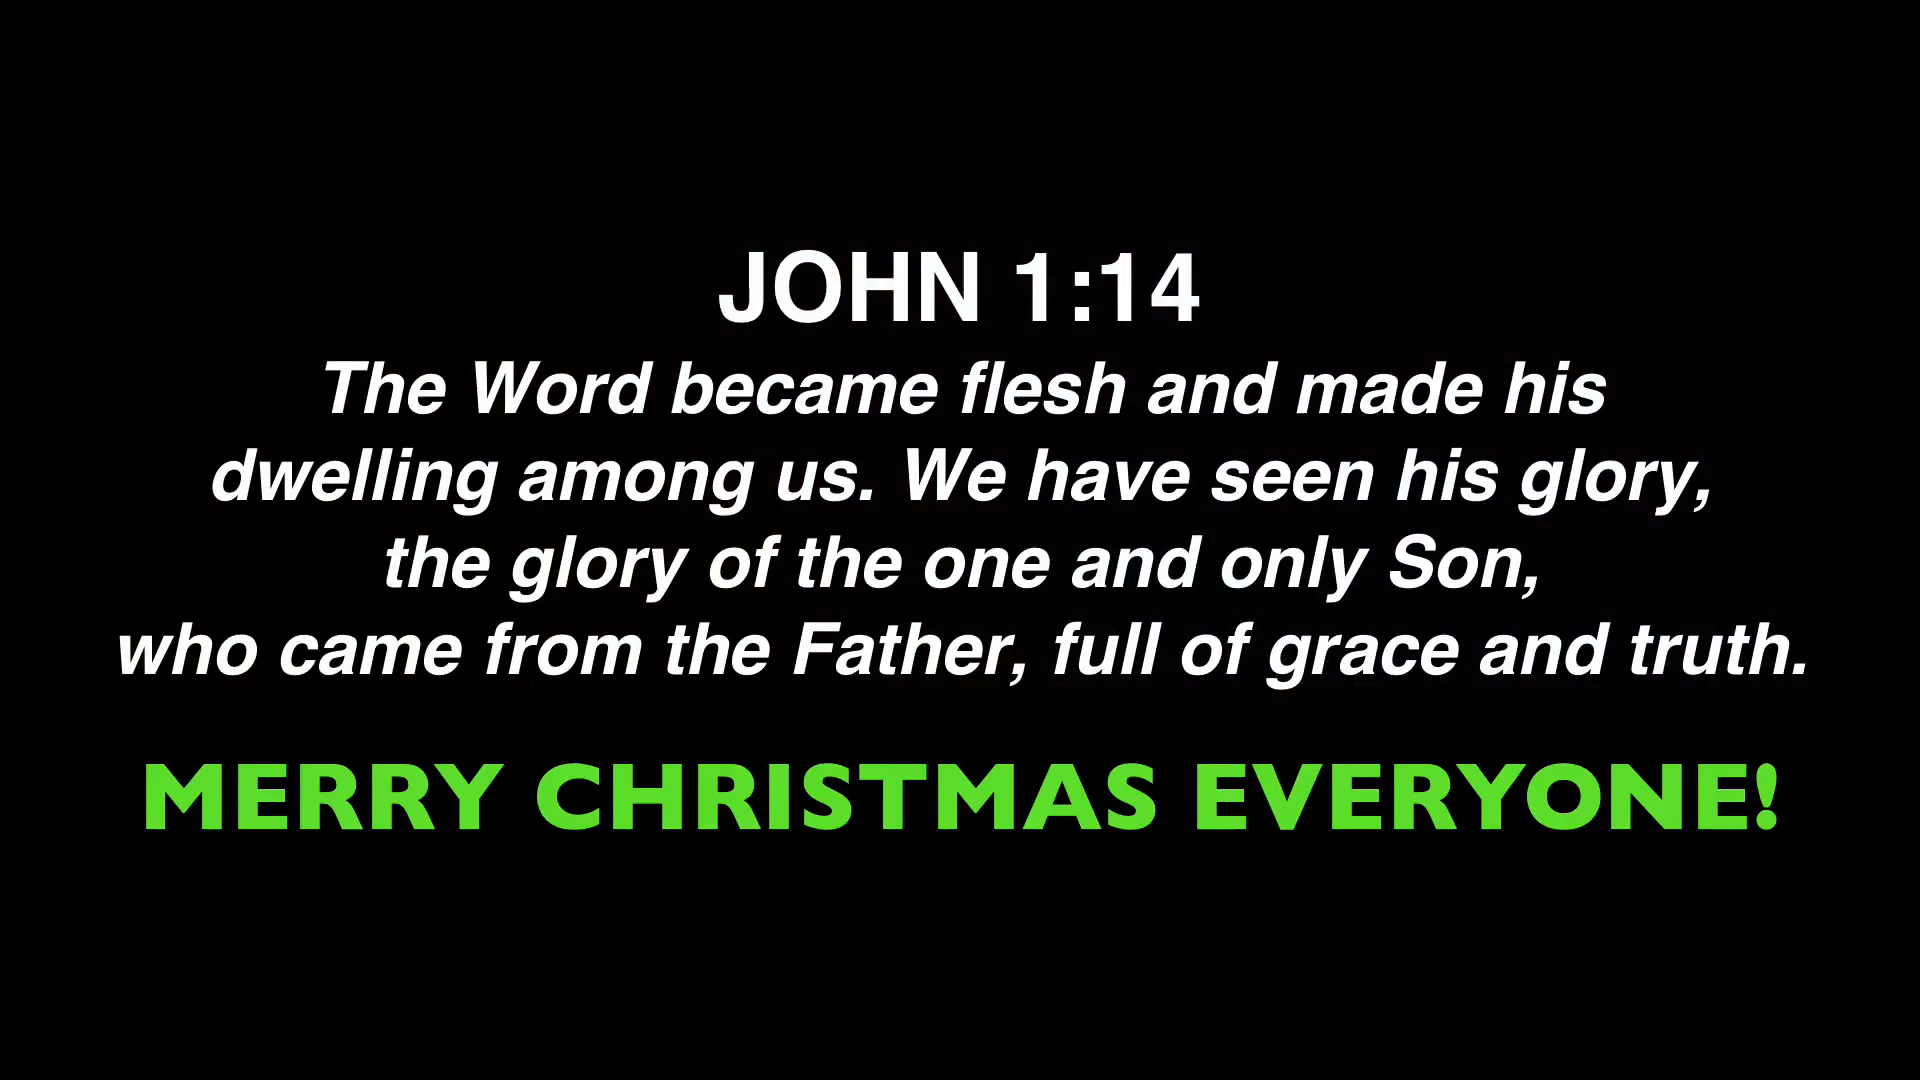 JOHN 1:14
The Word became flesh and made his
dwelling among us. We have seen his glory,
the glory of the one and only Son,
who came from the Father, full of grace and truth.
MERRY CHRISTMAS EVERYONE!